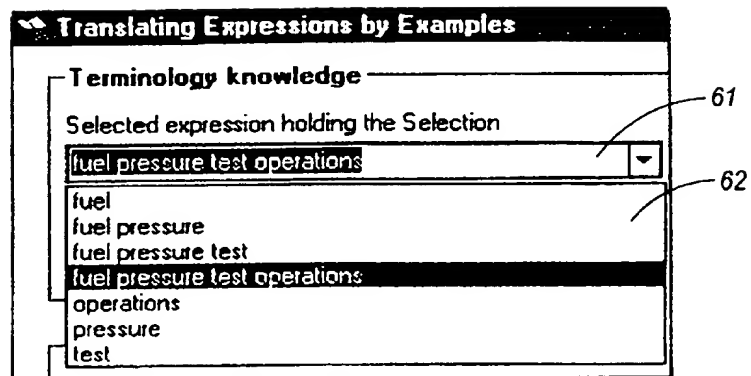 Translating Expressions by Examples
Terminology knowledge
61
Selected expression holding the Selection
fuel pressure test operations
62
fuel
fuel pressure
fuel pressure test
fuel pressure test operations
operations
pressure
test